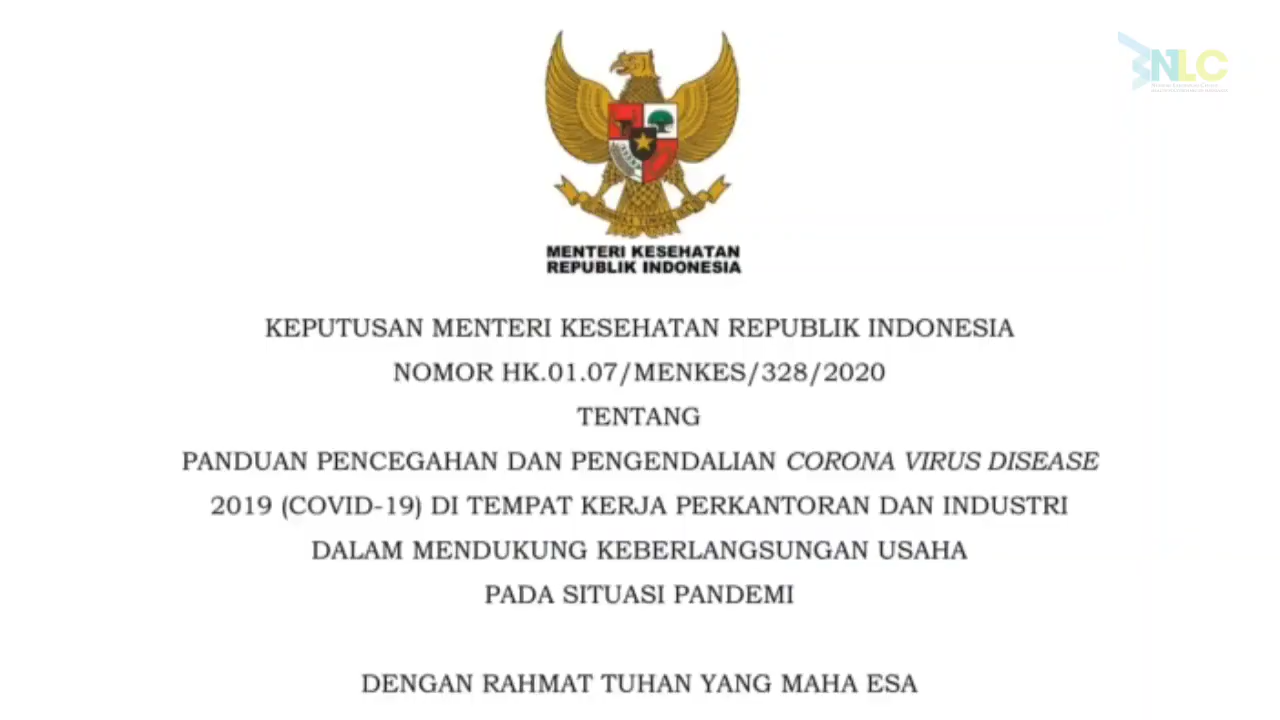 NLC
MENTERI KESEHATAN
REPUBLIK INDONESIA
KEPUTUSAN MENTERI KESEHATAN REPUBLIK INDONESIA
NOMOR HK.01.07/MENKES/328/2020
TENTANG
PANDUAN PENCEGAHAN DAN PENGENDALIAN CORONA VIRUS DISEASE
2019 (COVID-19) DI TEMPAT KERJA PERKANTORAN DAN INDUSTRI
DALAM MENDUKUNG KEBERLANGSUNGAN USAHA
PADA SITUASI PANDEMI
DENGAN RAHMAT TUHAN YANG MAHA ESA